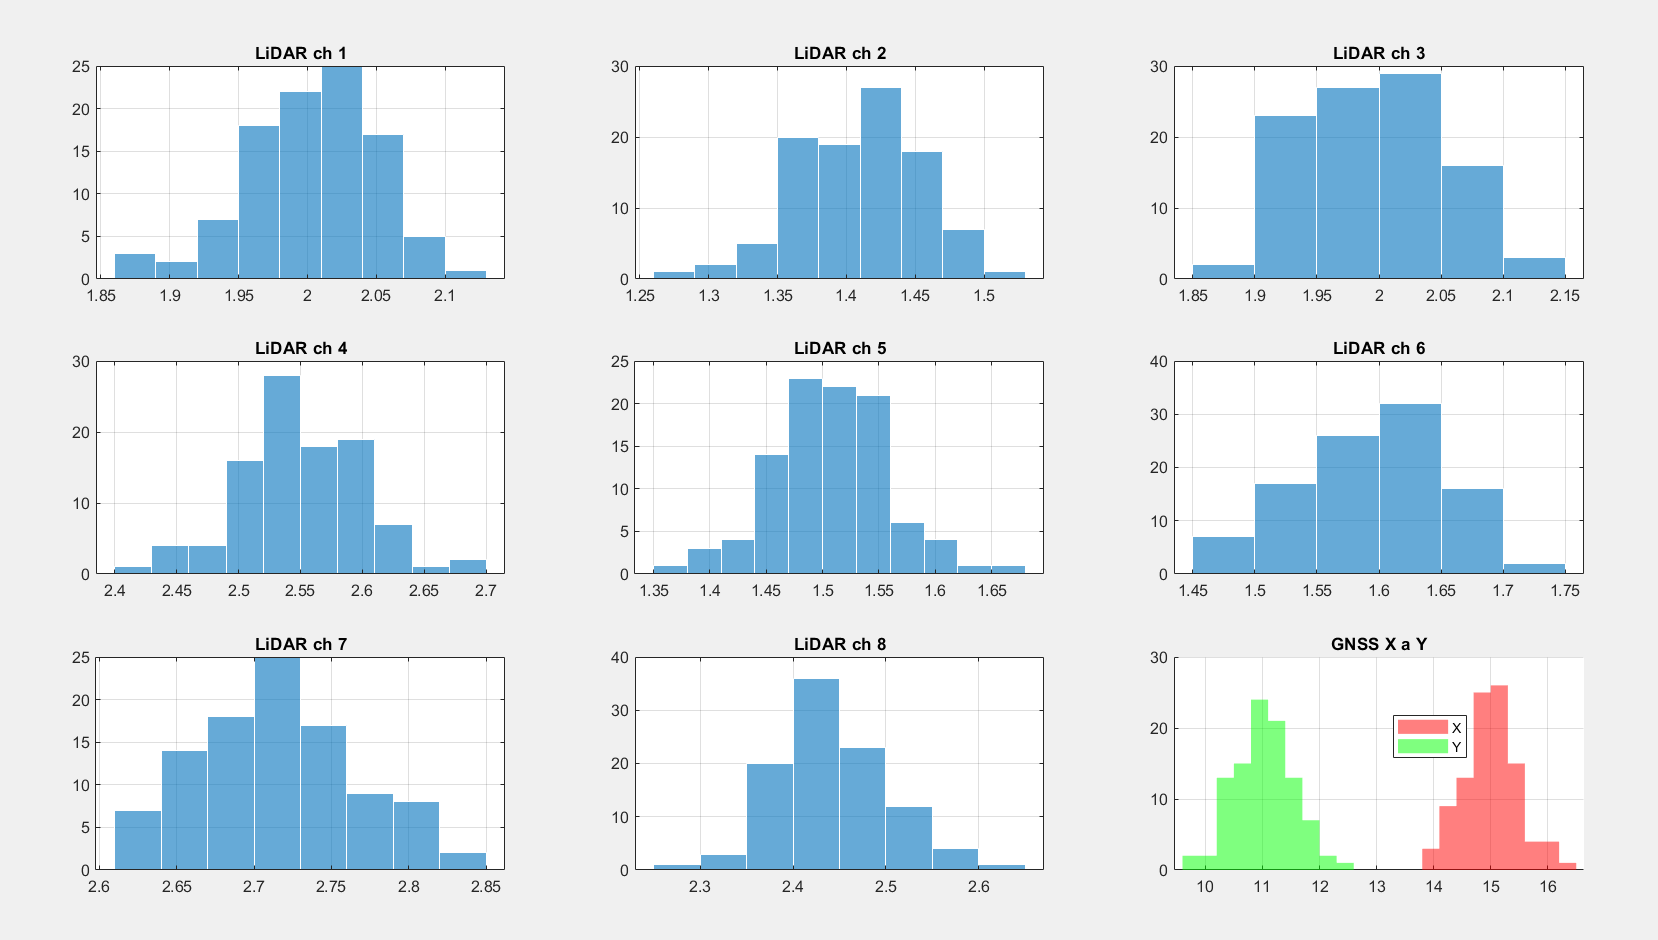 LiDAR ch 1
25
20
15
10
5
0
1.85 1.9 1.95 2 2.05 2.1
LiDAR ch 2
30
20
10
0
1.25 1.3 1.35 1.4 1.45 1.5
LiDAR ch 3
30
20
10
0
1.85 1.9 1.95 2 2.05 2.1 2.15
LiDAR ch 4
30
20
10
0
2.4 2.45 2.5 2.55 2.6 2.65 2.7
LiDAR ch 5
25
20
15
10
5
0
1.35 1.4 1.45 1.5 1.55 1.6 1.65
LiDAR ch 6
40
30
20
10
0
1.45 1.5 1.55 1.6 1.65 1.7 1.75
LiDAR ch 7
25
20
15
10
5
0
2.6 2.65 2.7 2.75 2.8 2.85
LiDAR ch 8
40
30
20
10
0
2.3 2.4 2.5 2.6
GNSS X a Y
30
20
10
0
X
Y
10 11 12 13 14 15 16